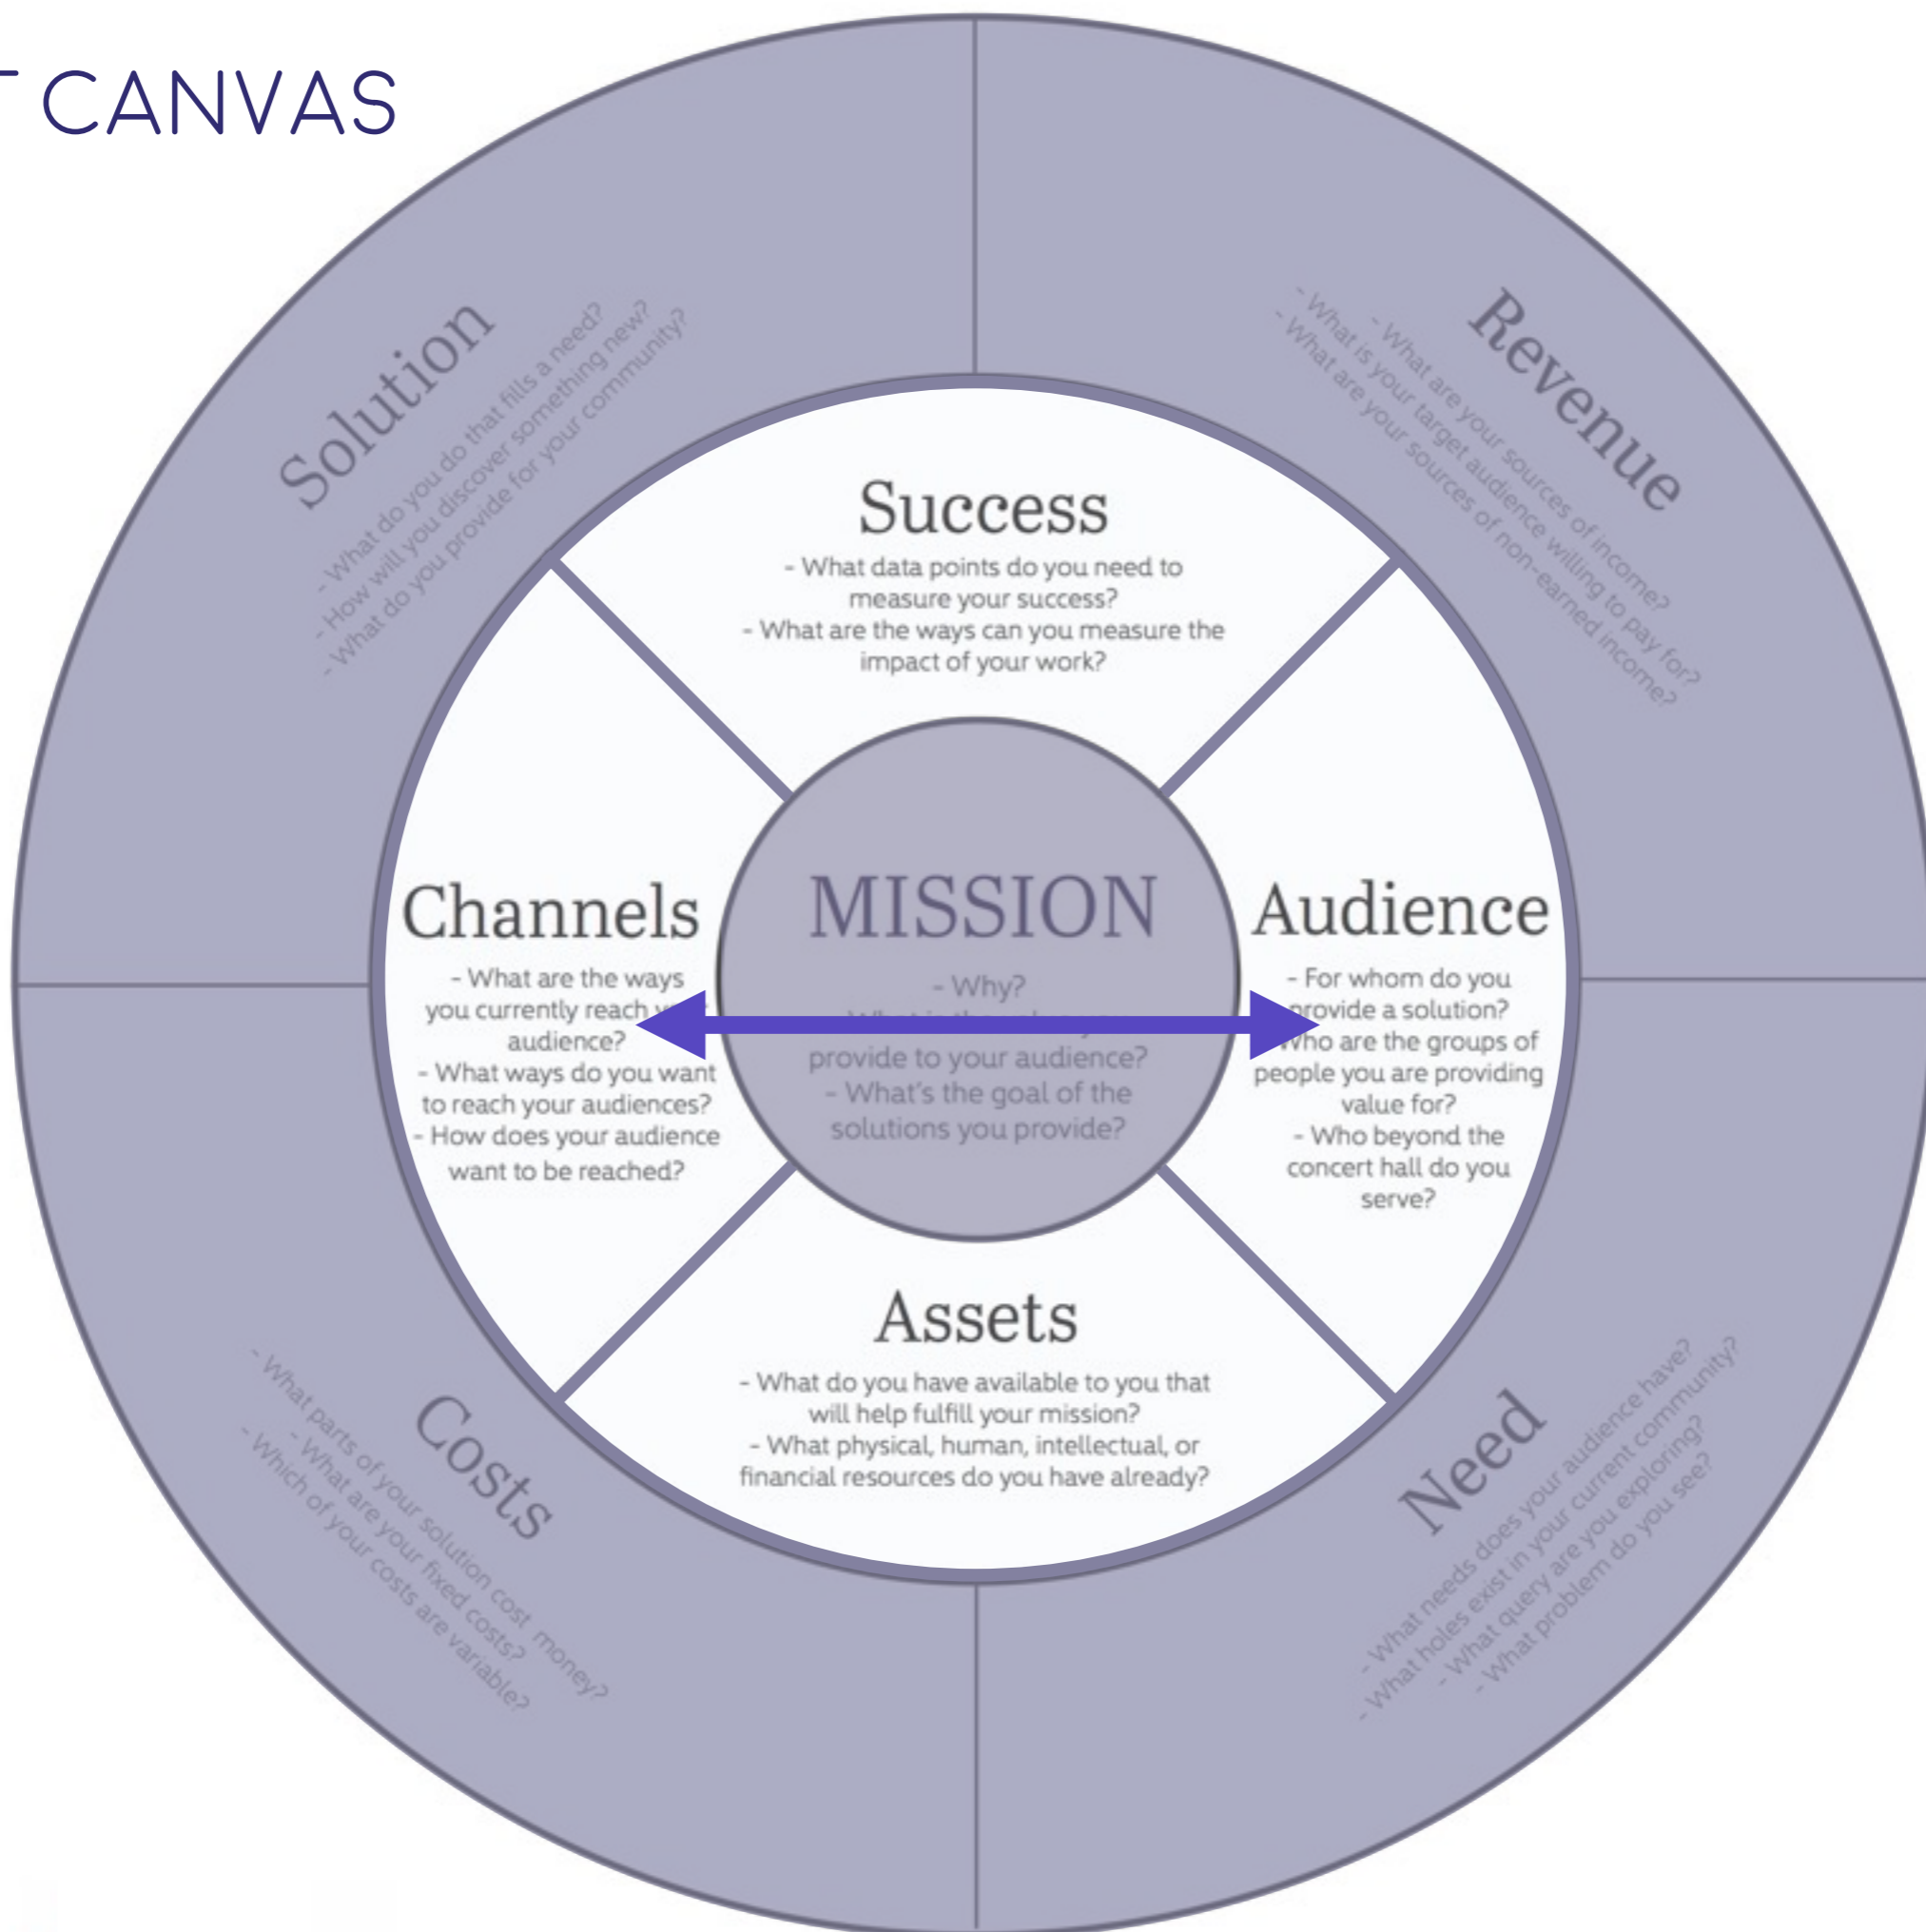 T CANVAS
Solution
- What do you do that fills a need?
- How will you discover something new?
- What do you provide for your community?
Revenue
- What are your sources of income?
- What is your target audience willing to pay for?
- What are your sources of non-earned income?
Success
- What data points do you need to
measure your success?
- What are the ways can you measure the
impact of your work?
Channels
- What are the ways
you currently reach
audience?
- What ways do you want
to reach your audiences?
- How does your audience
want to be reached?
MISSION
- Why?
provide to your audience?
- What's the goal of the
solutions you provide?
Audience
- For whom do you
provide a solution?
Who are the groups of
people you are providing
value for?
- Who beyond the
concert hall do you
serve?
Assets
- What do you have available to you that
will help fulfill your mission?
- What physical, human, intellectual, or
financial resources do you have already?
Costs
- What parts of your solution cost money?
- What are your fixed costs?
- Which of your costs are variable?
Need
- What needs does your audience have?
- What holes exist in your current community?
- What query are you exploring?
- What problem do you see?